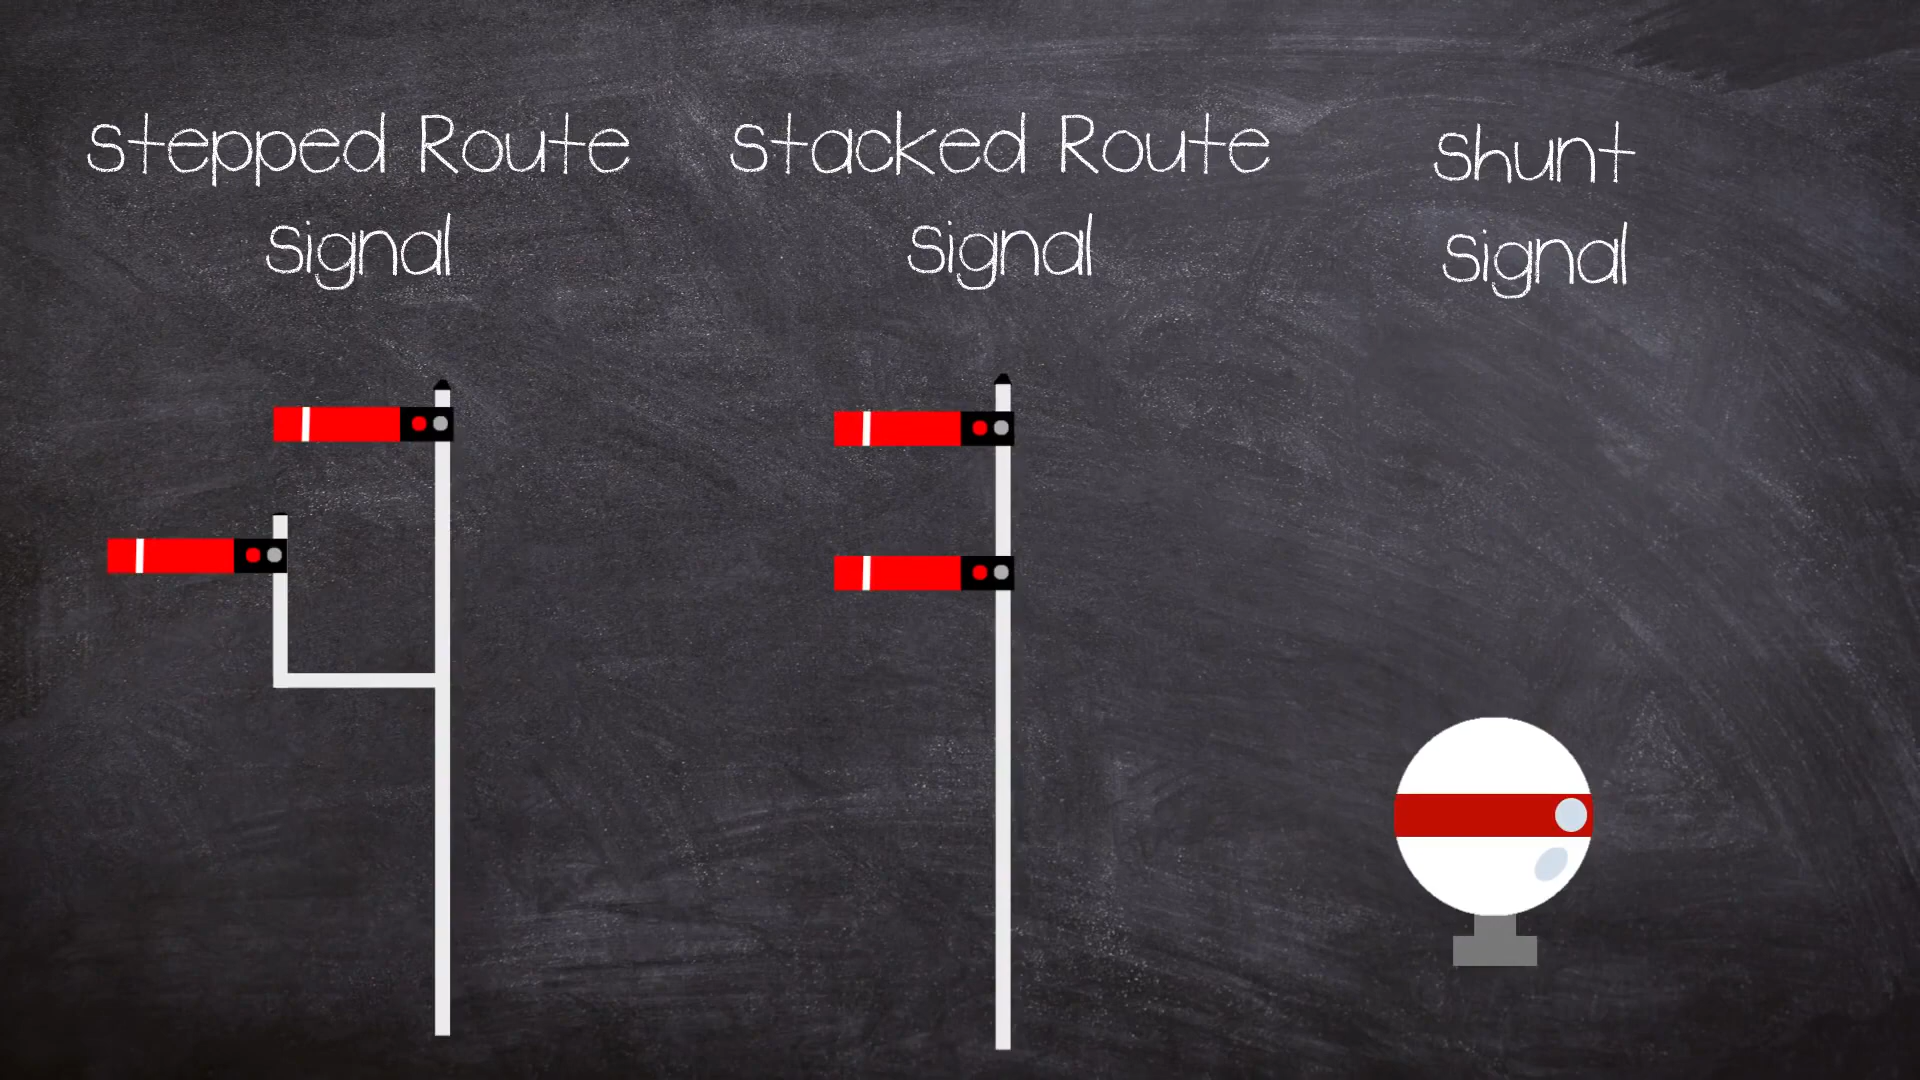 Stepped Route
Signal
Stacked Route
Signal
Shunt
Signal